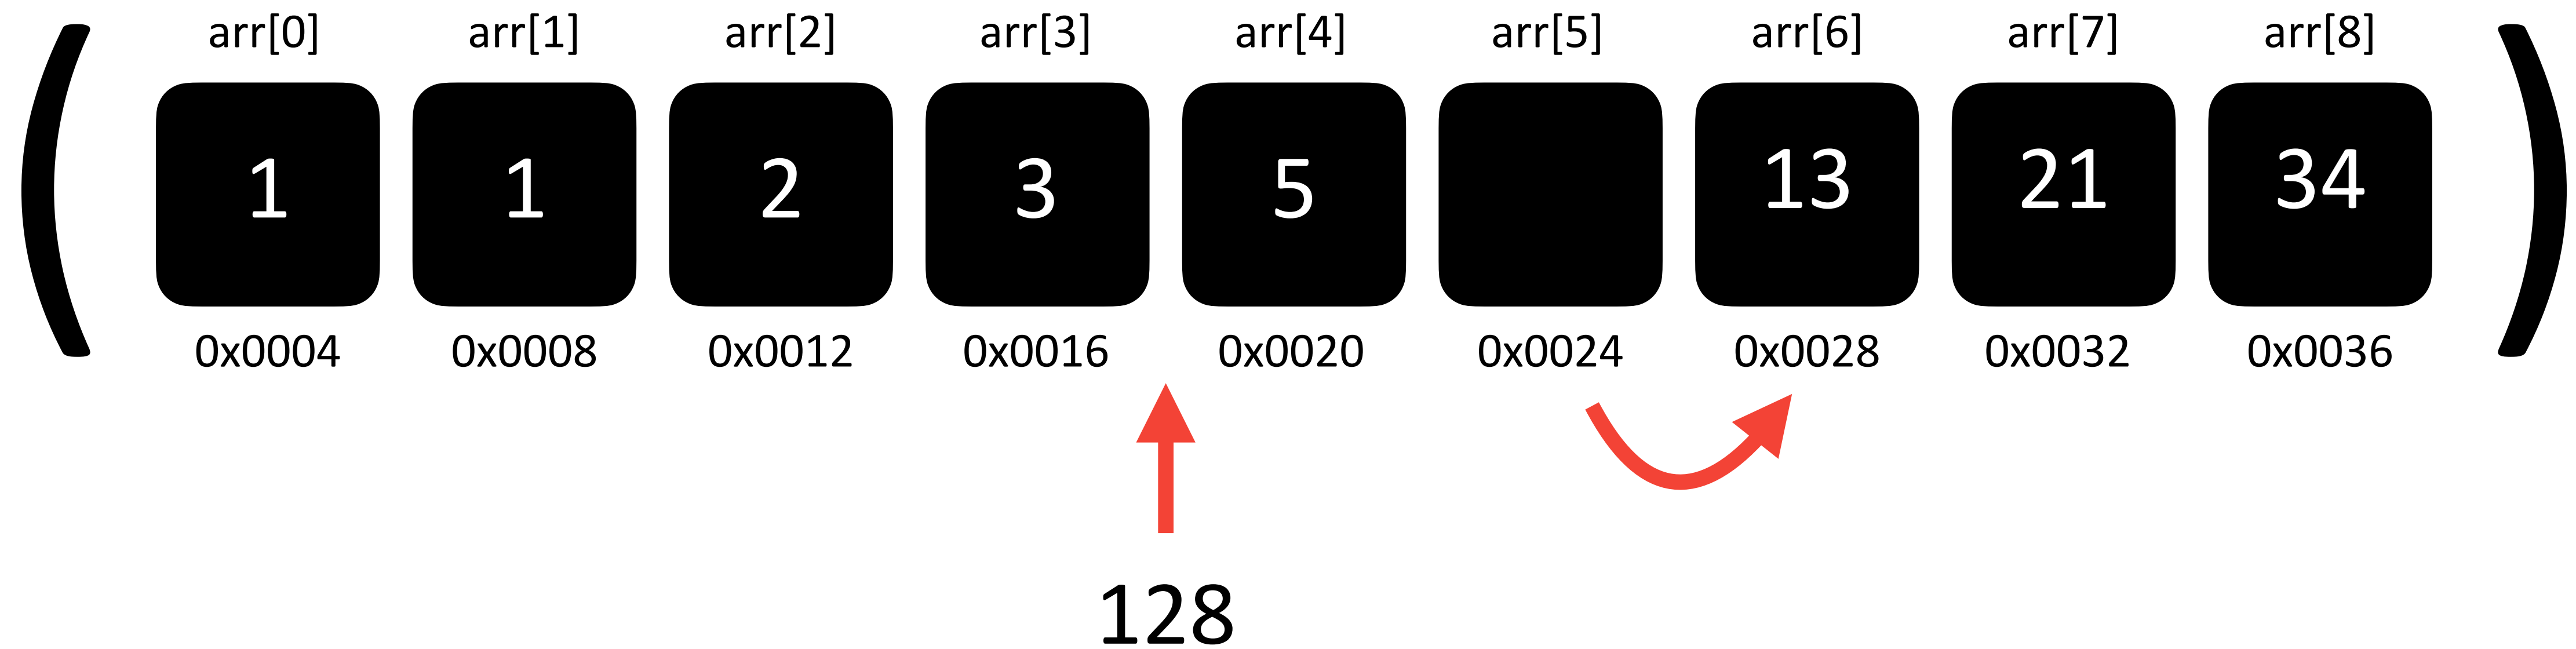 arr[0] arr[1] arr[2] arr[3] arr[4] arr[5] arr[6] arr[7] arr[8]
( 1 1 2 3 5 13 21 34 )
0x0004 0x0008 0x0012 0x0016 0x0020 0x0024 0x0028 0x0032 0x0036
128